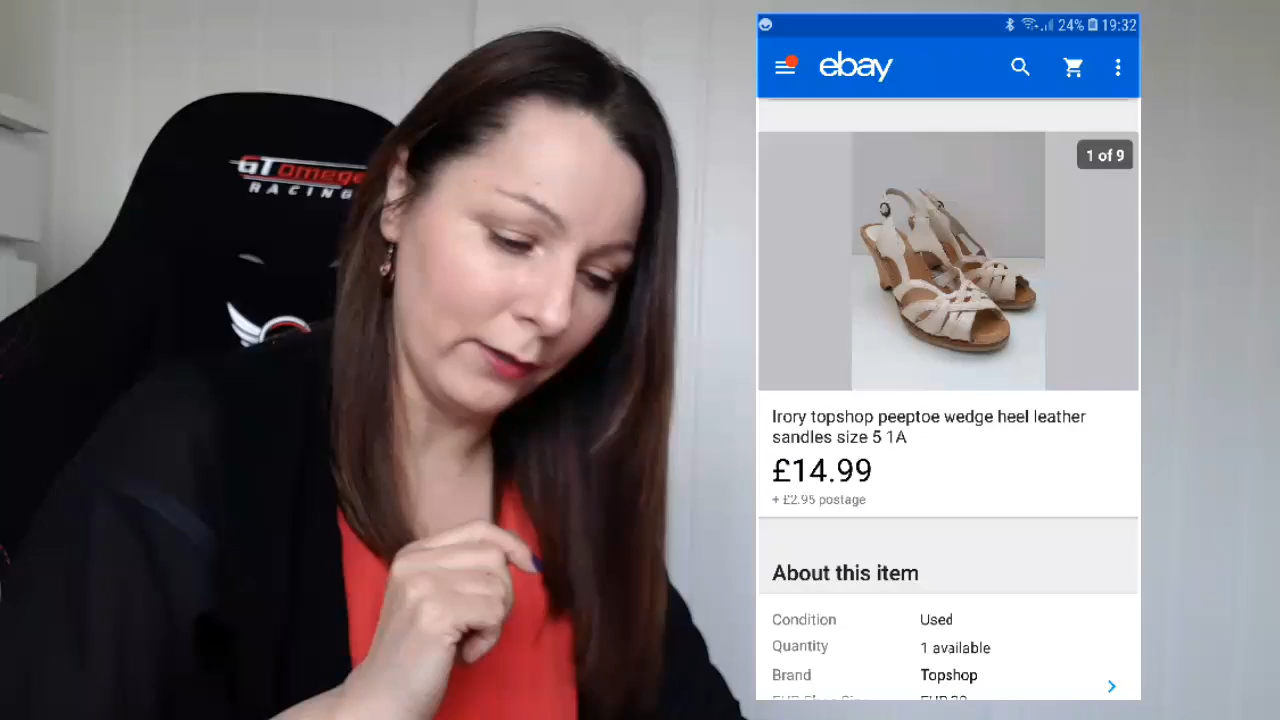 GT omega
RACING
24% 19:32
ebay
1 of 9
Irory topshop peeptoe wedge heel leather
sandles size 5 1A
£14.99
+ £2.95 postage
About this item
Condition Used
Quantity 1 available
Brand Topshop